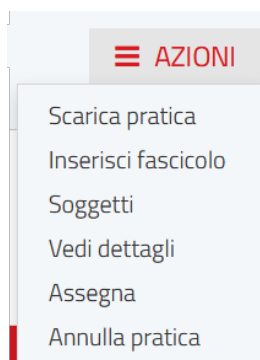 AZIONI
Scarica pratica
Inserisci fascicolo
Soggetti
Vedi dettagli
Assegna
Annulla pratica